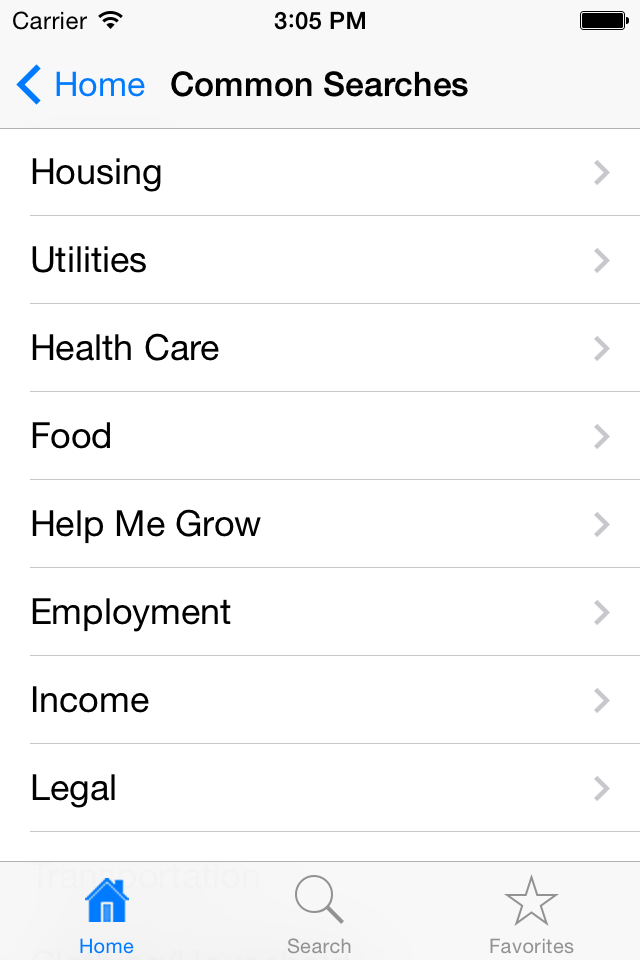 Carrier 3:05 PM
Home Common Searches
Housing
Utilities
Health Care
Food
Help Me Grow
Employment
Income
Legal
Transportation
Home Search Favorites